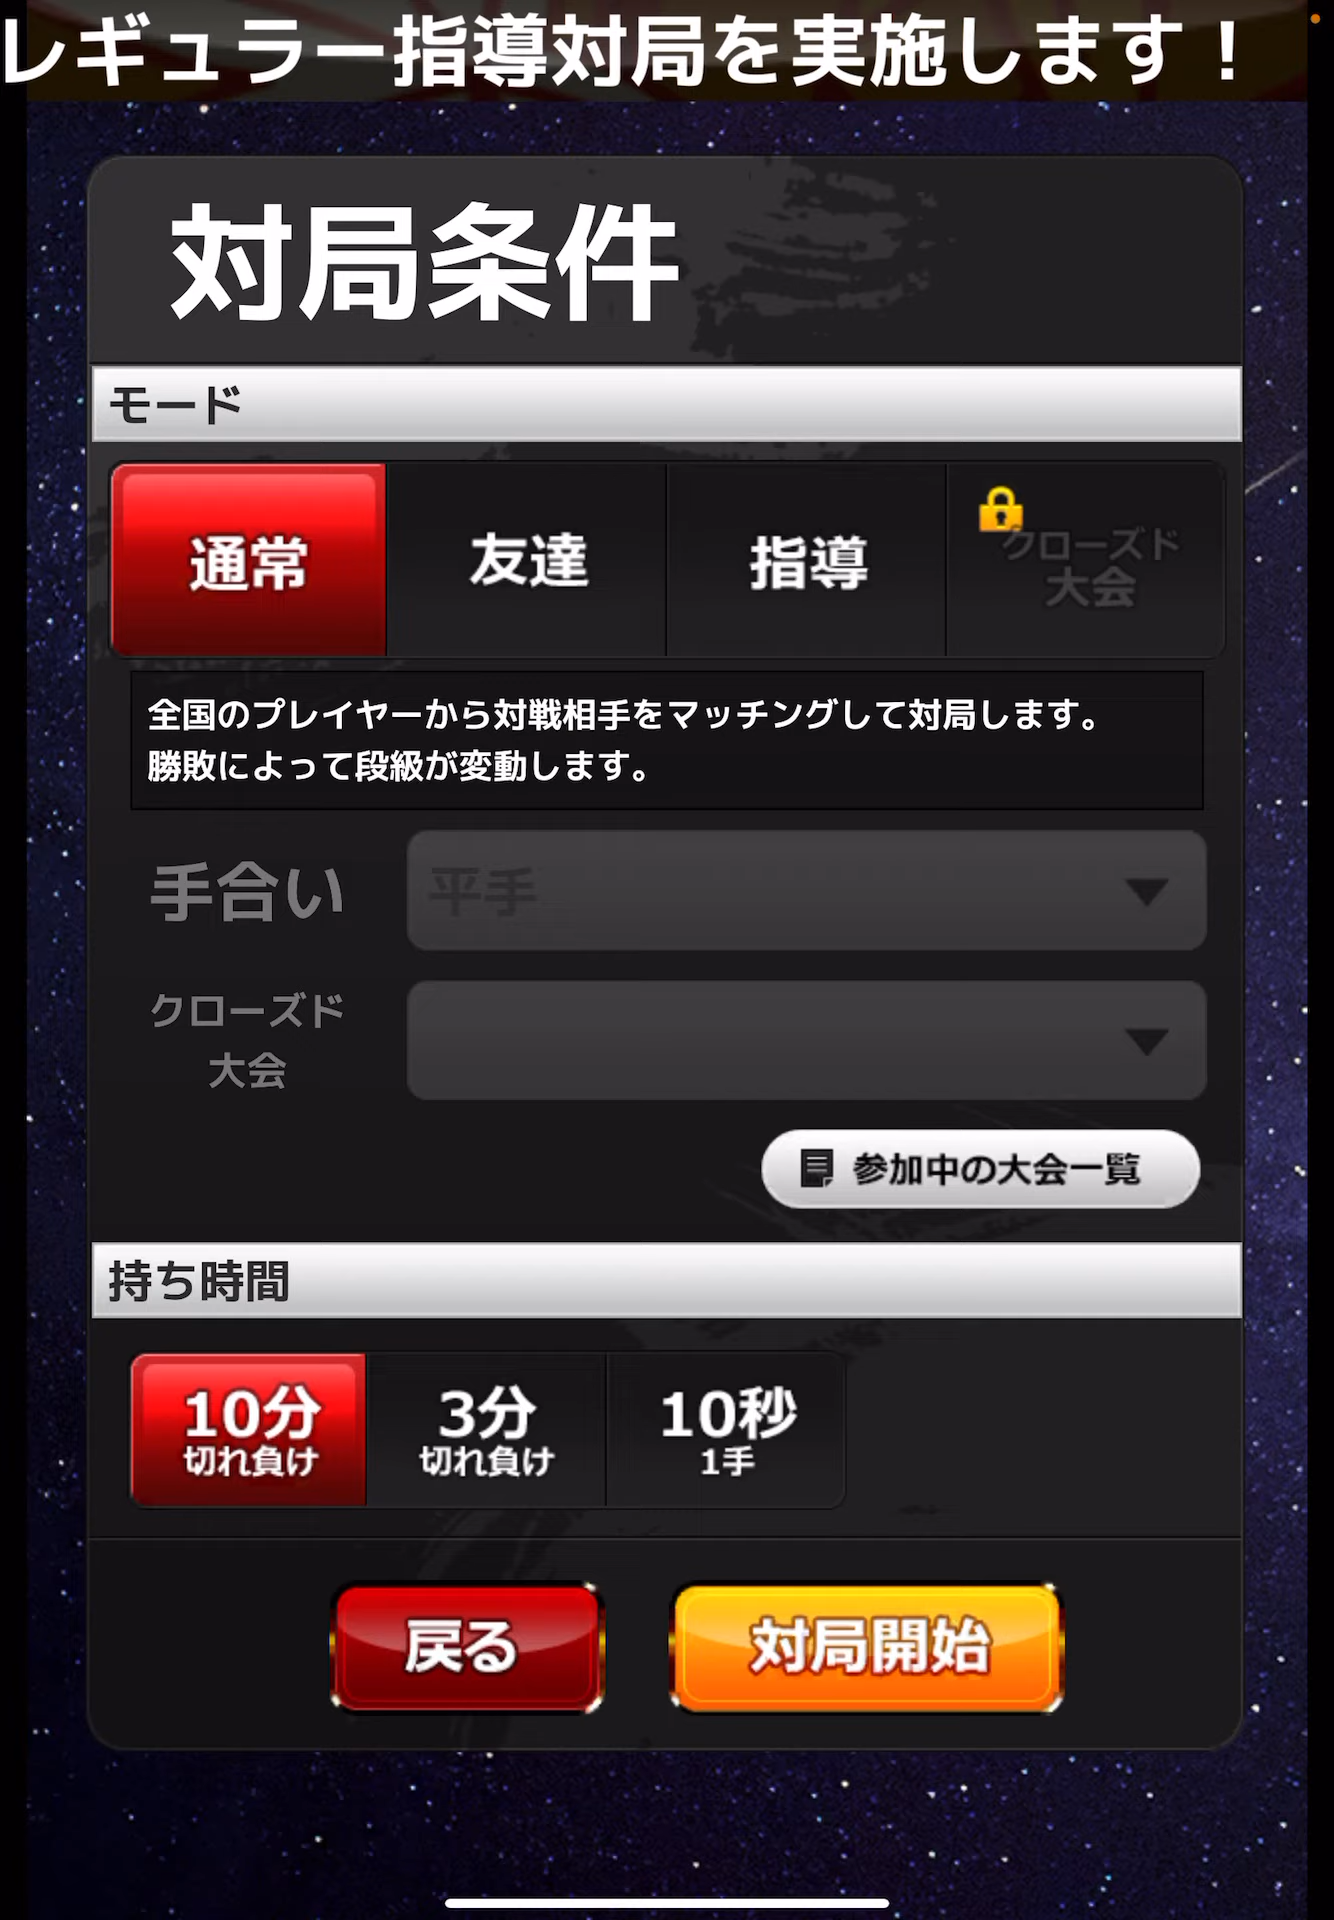 レギュラー指導対局を実施します！
対局条件
モード
通常
友達
指導
クローズド
大会
全国のプレイヤーから対戦相手をマッチングして対局します。
勝敗によって段級が変動します。
手合い
平手
クローズド
大会
参加中の大会一覧
持ち時間
10分
切れ負け
3分
切れ負け
10秒
1手
戻る
対局開始